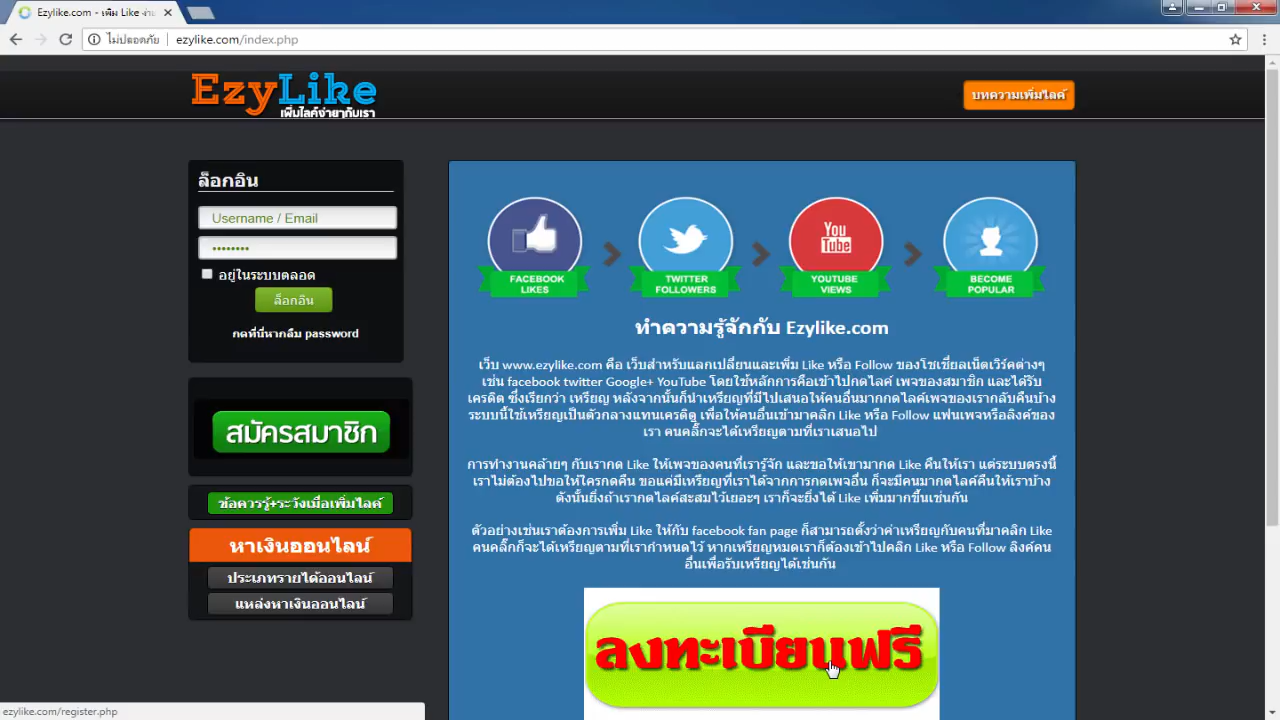 Ezylike.com - เพิ่ม Like ง่า
ไม่ปลอดภัย
ezylike.com/index.php
EzyLike
เพิ่มไลค์ง่ายๆกับเรา
บทความเพิ่มไลค์
ล็อกอิน
Username / Email
••••••••
อยู่ในระบบตลอด
ล็อกอิน
กดที่นี่หากลืม password
สมัครสมาชิก
ข้อควรรู้+ระวังเมื่อเพิ่มไลค์
หาเงินออนไลน์
ประเภทรายได้ออนไลน์
แหล่งหาเงินออนไลน์
FACEBOOK
LIKES
TWITTER
FOLLOWERS
You
Tube
YOUTUBE
VIEWS
BECOME
POPULAR
ทำความรู้จักกับ Ezylike.com
เว็บ www.ezylike.com คือ เว็บสำหรับแลกเปลี่ยนและเพิ่ม Like หรือ Follow ของโซเชี่ยลเน็ตเวิร์คต่างๆ
เช่น facebook twitter Google+ YouTube โดยใช้หลักการคือเข้าไปกดไลค์ เพจของสมาชิก และได้รับ
เครดิต ซึ่งเรียกว่า เหรียญ หลังจากนั้นก็นำเหรียญที่มีไปเสนอให้คนอื่นมากกดไลค์เพจของเรากลับคืนบ้าง
ระบบนี้ใช้เหรียญเป็นตัวกลางแทนเครดิตู เพื่อให้คนอื่นเข้ามาคลิก Like หรือ Follow แฟนเพจหรือลิงค์ของ
เรา คนคลิ๊กก็จะได้เหรียญตามที่เราเสนอไป
การทำงานคล้ายๆ กับเรากด Like ให้เพจของคนที่เรารู้จัก และขอให้เขามากด Like คืนให้เรา แต่ระบบตรงนี้
เราไม่ต้องไปขอให้ใครกดคืน ขอแค่มีเหรียญที่เราได้จากการกดเพจอื่น ก็จะมีคนมากดไลค์คืนให้เราบ้าง
ดังนั้นยิ่งถ้าเรากดไลค์สะสมไว้เยอะๆ เราก็จะยิ่งได้ Like เพิ่มมากขึ้นเช่นกัน
ตัวอย่างเช่นเราต้องการเพิ่ม Like ให้กับ facebook fan page ก็สามารถตั้งว่าค่าเหรียญกับคนที่มาคลิก Like
คนคลิ๊กก็จะได้เหรียญตามที่เรากำหนดไว้ หากเหรียญหมดเราก็ต้องเข้าไปคลิก Like หรือ Follow ลิงค์คน
อื่นเพื่อรับเหรียญได้เช่นกัน
ลงทะเบียนฟรี
ezylike.com/register.php